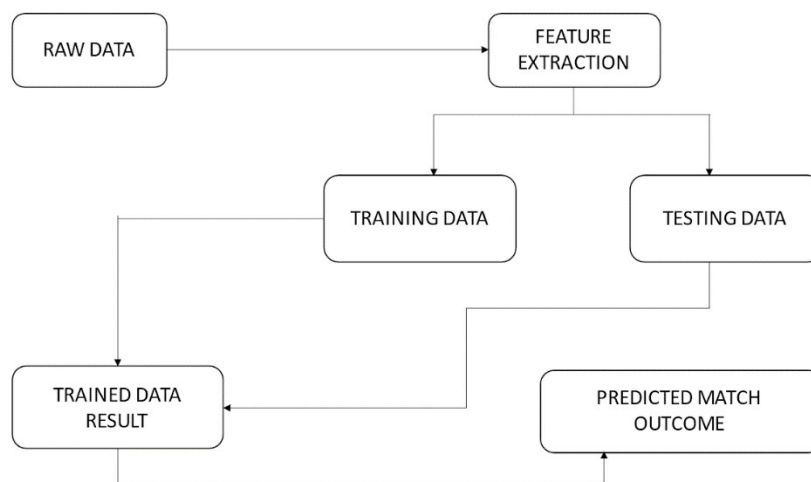 RAW DATA
FEATURE
EXTRACTION
TRAINING DATA
TESTING DATA
TRAINED DATA
RESULT
PREDICTED MATCH
OUTCOME